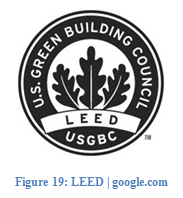 U.S. GREEN BUILDING COUNCIL
LEED
USGBC
TM
Figure 19: LEED | google.com